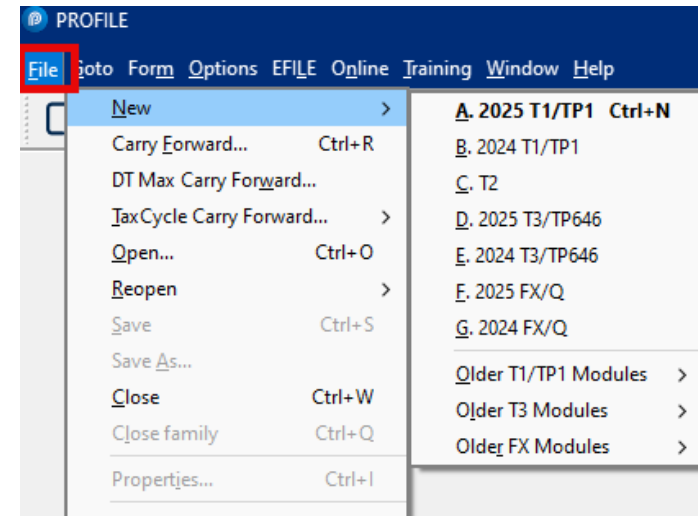 PROFILE
File Goto Form Options EFILE Online Training Window Help
New >
Carry Forward... Ctrl+R
DT Max Carry Forward...
TaxCycle Carry Forward... >
Open... Ctrl+O
Reopen >
Save Ctrl+S
Save As...
Close Ctrl+W
Close family Ctrl+Q
Properties... Ctrl+I
A. 2025 T1/TP1 Ctrl+N
B. 2024 T1/TP1
C. T2
D. 2025 T3/TP646
E. 2024 T3/TP646
F. 2025 FX/Q
G. 2024 FX/Q
Older T1/TP1 Modules >
Older T3 Modules >
Older FX Modules >